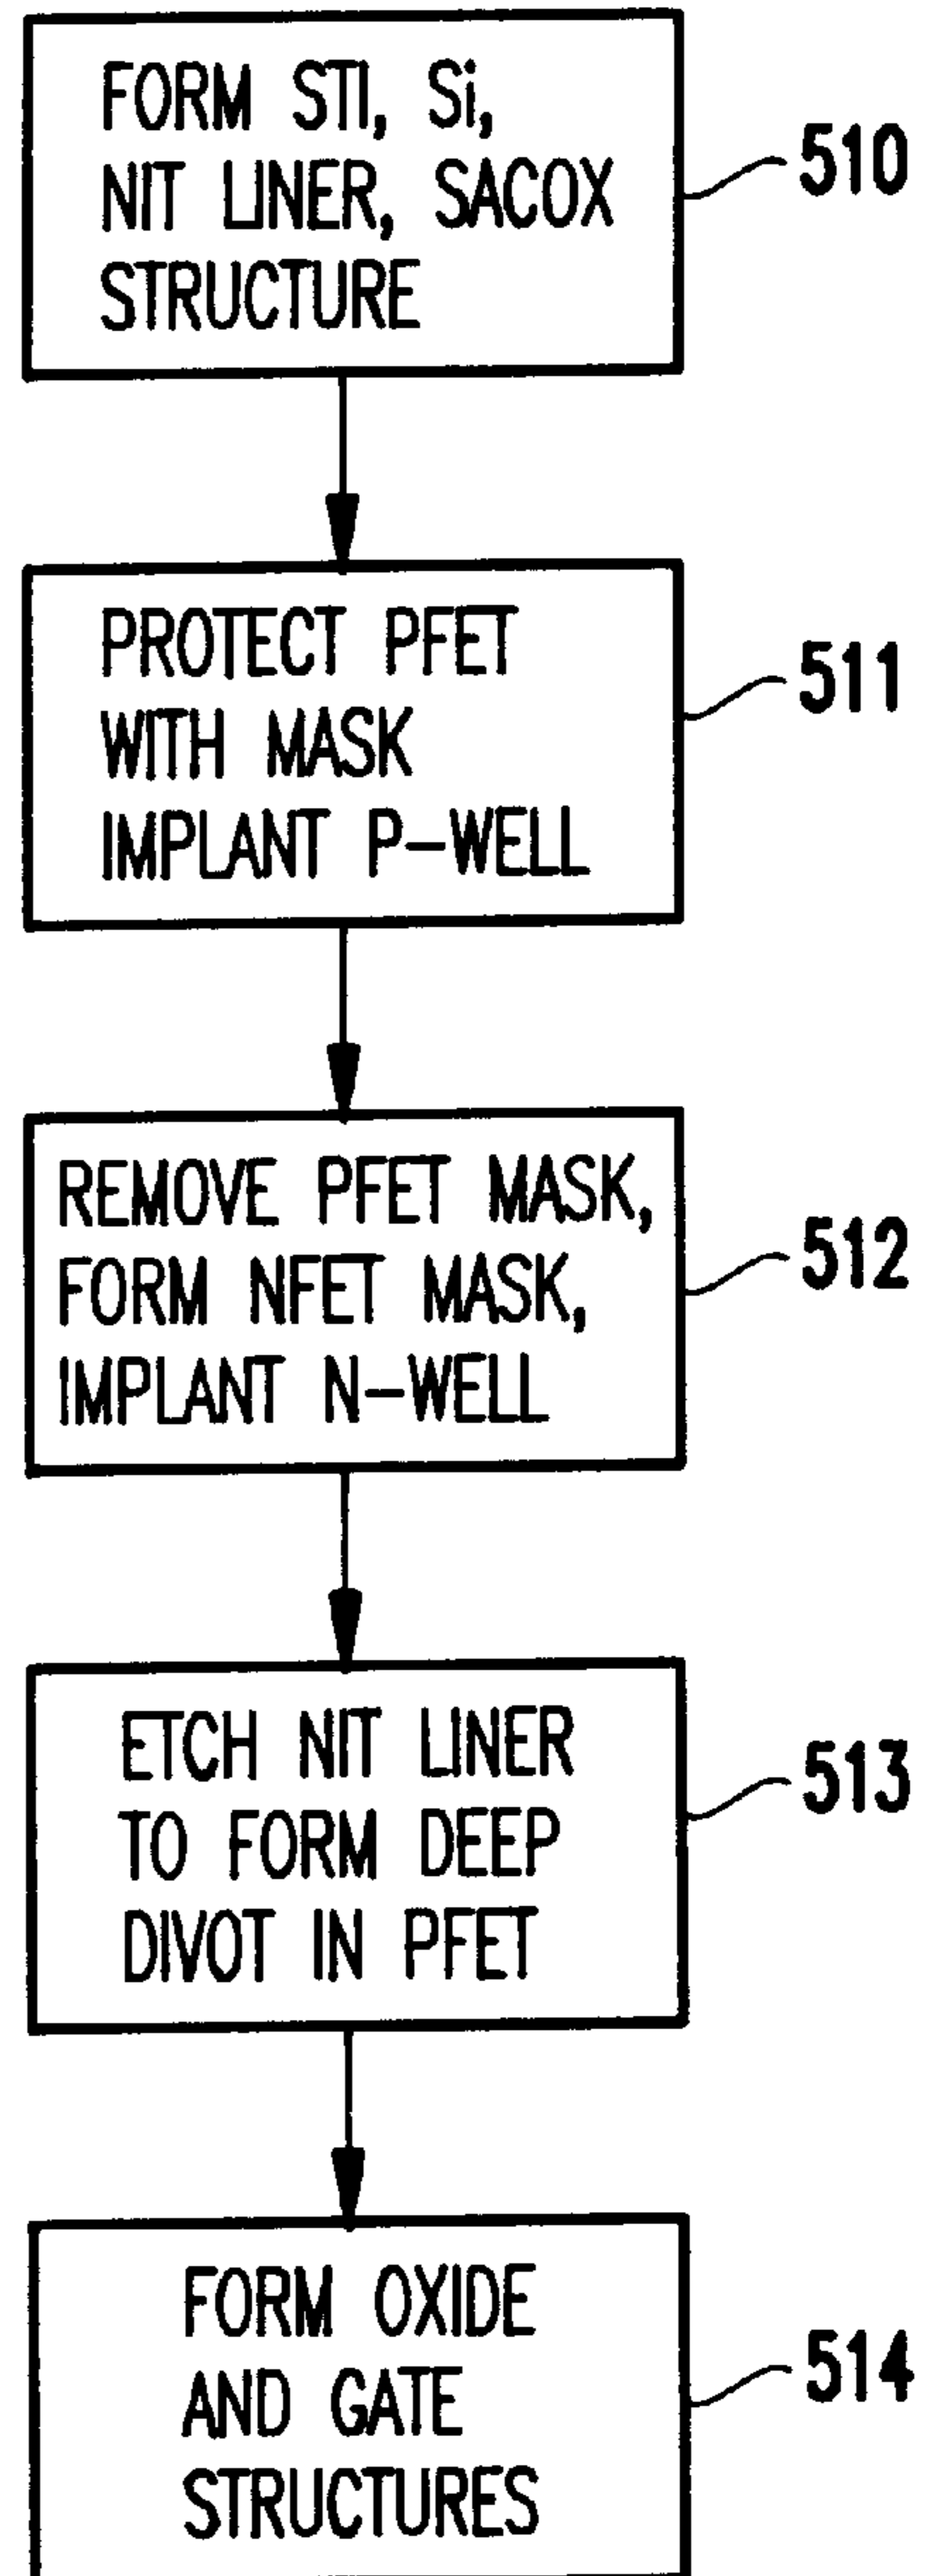 FORM STI, Si,
NIT LINER, SACOX
STRUCTURE
510
PROTECT PFET
WITH MASK
IMPLANT P-WELL
511
REMOVE PFET MASK,
FORM NFET MASK,
IMPLANT N-WELL
512
ETCH NIT LINER
TO FORM DEEP
DIVOT IN PFET
513
FORM OXIDE
AND GATE
STRUCTURES
514